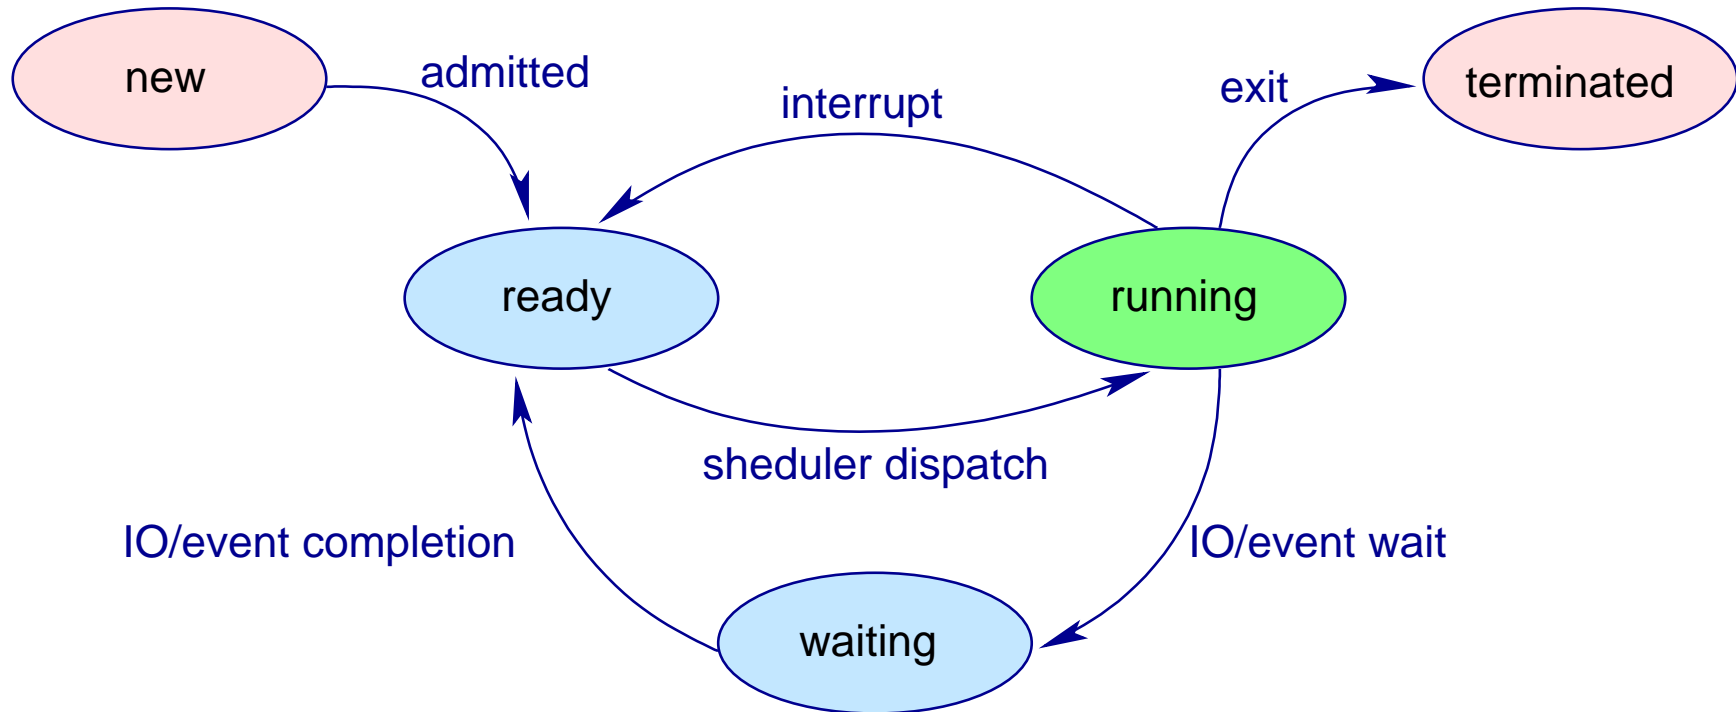 new
admitted
interrupt
exit
terminated
ready
running
sheduler dispatch
IO/event completion
IO/event wait
waiting